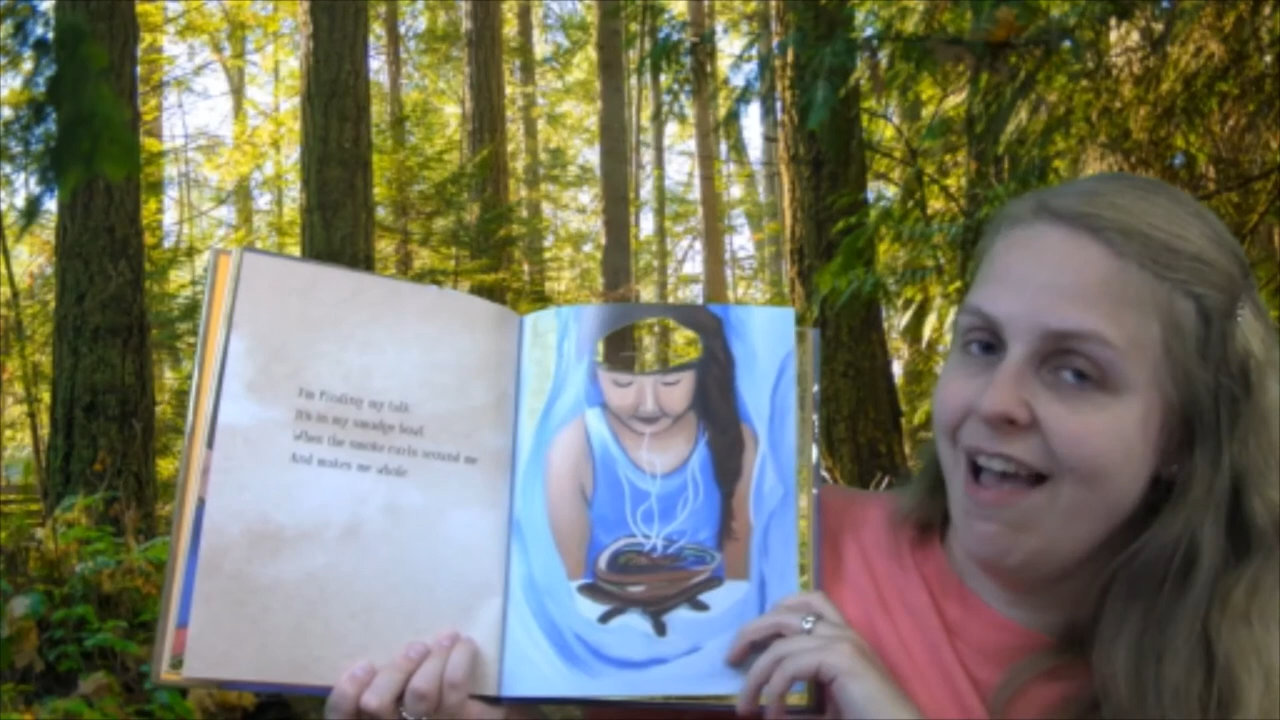 I'm finding my talk
It's in my smudge bowl
When the smoke curls around me
And makes me whole